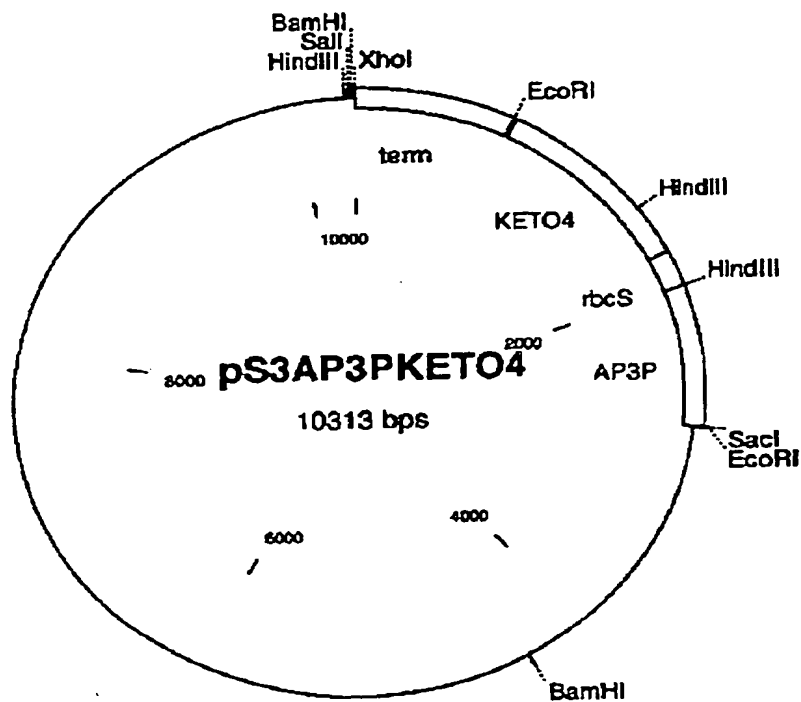 BamHI
SalI
HindIII XhoI
EcoRI
term
HindIII
KETO4
10000
HindIII
rbcS
2000
pS3AP3PKETO4
8000
AP3P
10313 bps
SacI
EcoRI
4000
6000
BamHI